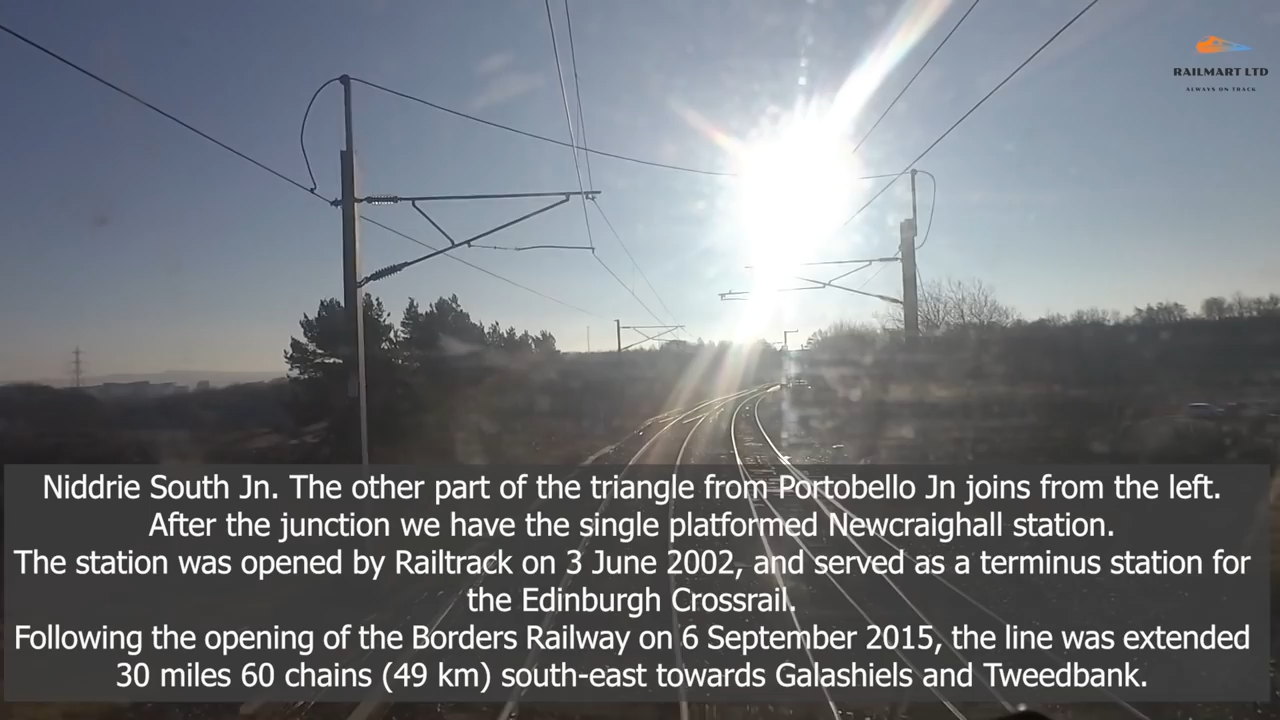 RAILMART LTD
ALWAYS ON TRACK
Niddrie South Jn. The other part of the triangle from Portobello Jn joins from the left.
After the junction we have the single platformed Newcraighall station.
The station was opened by Railtrack on 3 June 2002, and served as a terminus station for
the Edinburgh Crossrail.
Following the opening of the Borders Railway on 6 September 2015, the line was extended
30 miles 60 chains (49 km) south-east towards Galashiels and Tweedbank.